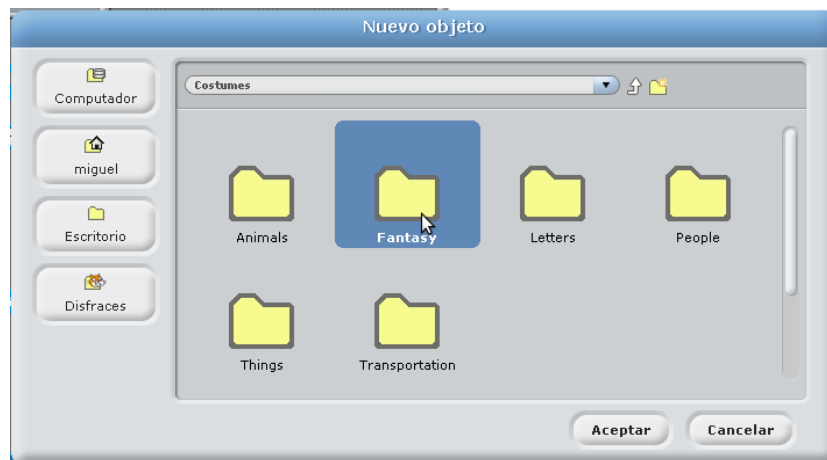 Nuevo objeto
Computador
miguel
Escritorio
Disfraces
Costumes
Animals
Fantasy
Letters
People
Things
Transportation
Aceptar
Cancelar